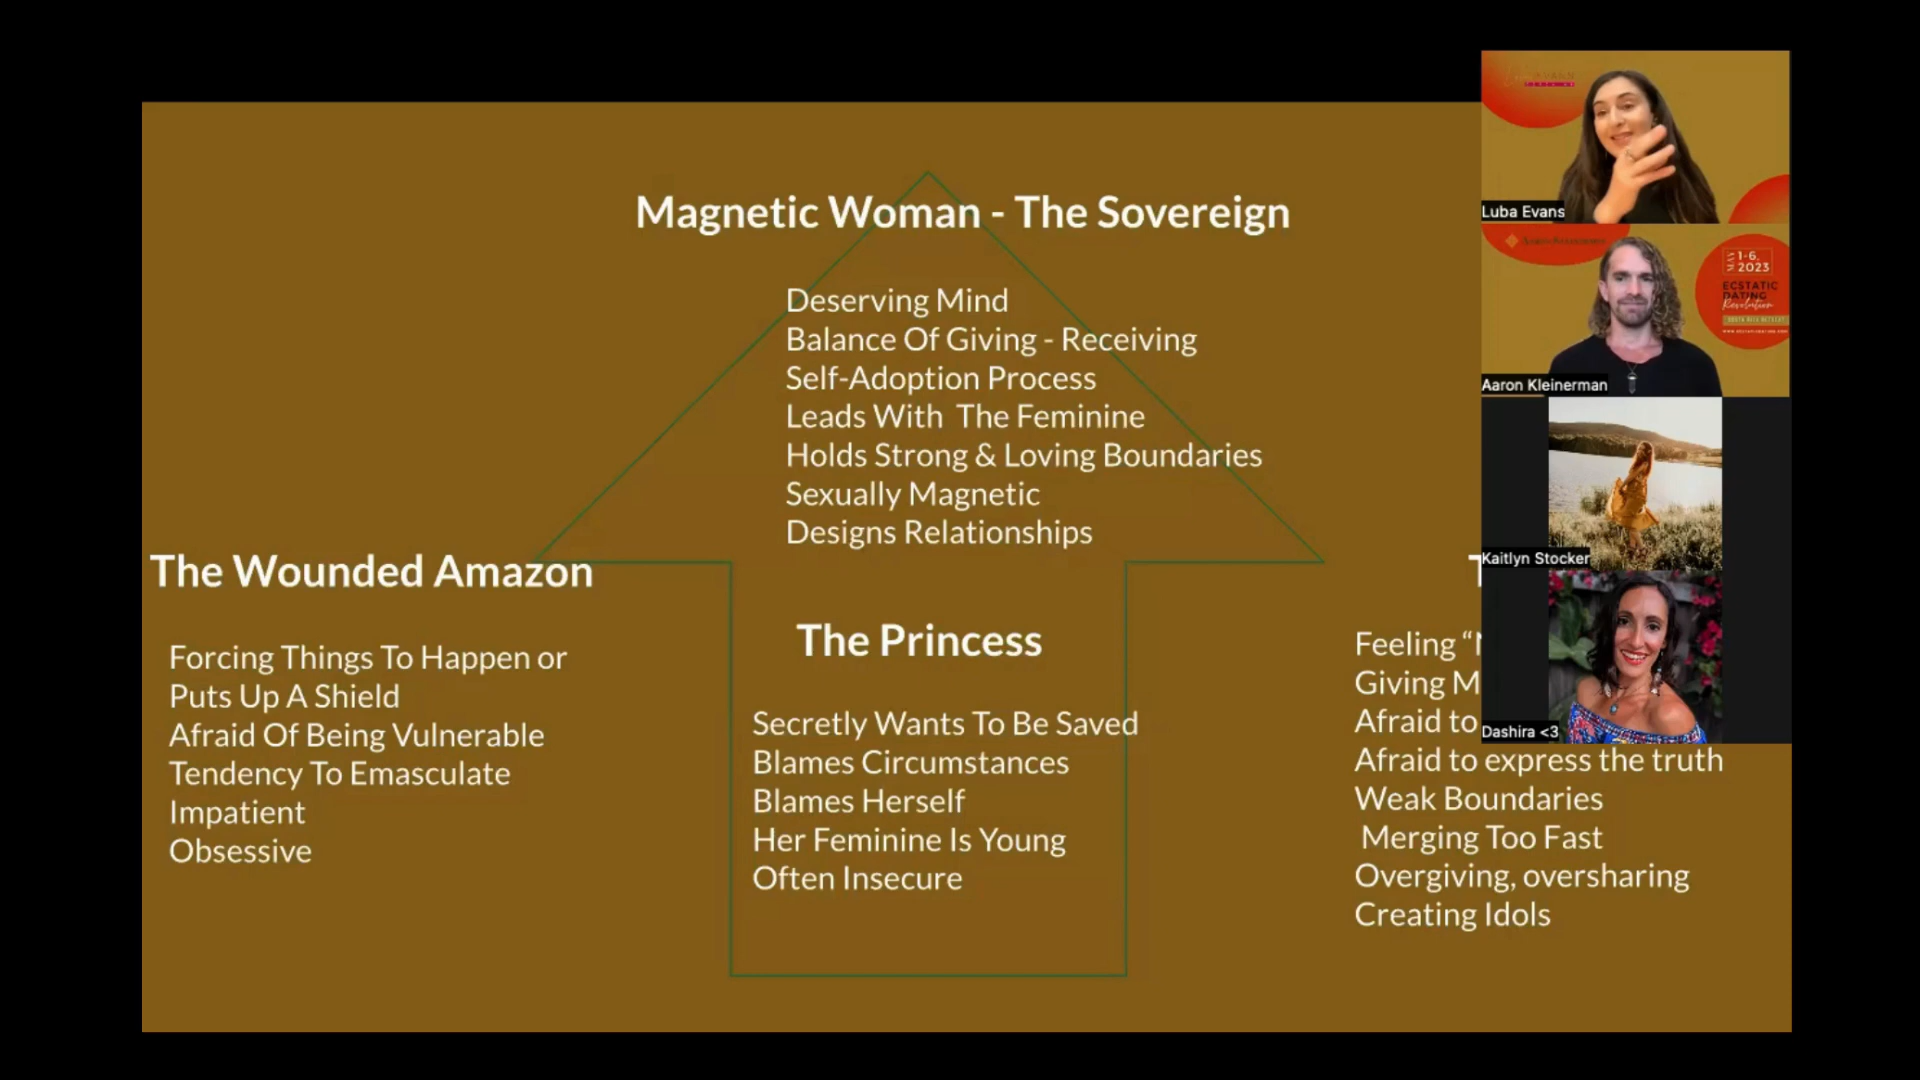 Magnetic Woman - The Sovereign
Deserving Mind
Balance Of Giving - Receiving
Self-Adoption Process
Leads With The Feminine
Holds Strong & Loving Boundaries
Sexually Magnetic
Designs Relationships
The Wounded Amazon
Forcing Things To Happen or
Puts Up A Shield
Afraid Of Being Vulnerable
Tendency To Emasculate
Impatient
Obsessive
The Princess
Secretly Wants To Be Saved
Blames Circumstances
Blames Herself
Her Feminine Is Young
Often Insecure
Feeling
Giving
Afraid to
Afraid to express the truth
Weak Boundaries
Merging Too Fast
Overgiving, oversharing
Creating Idols
Luba Evans
MAY
1-6,
2023
ECSTATIC
DATING
Revolution
Aaron Kleinerman
Kaitlyn Stocker
Dashira <3